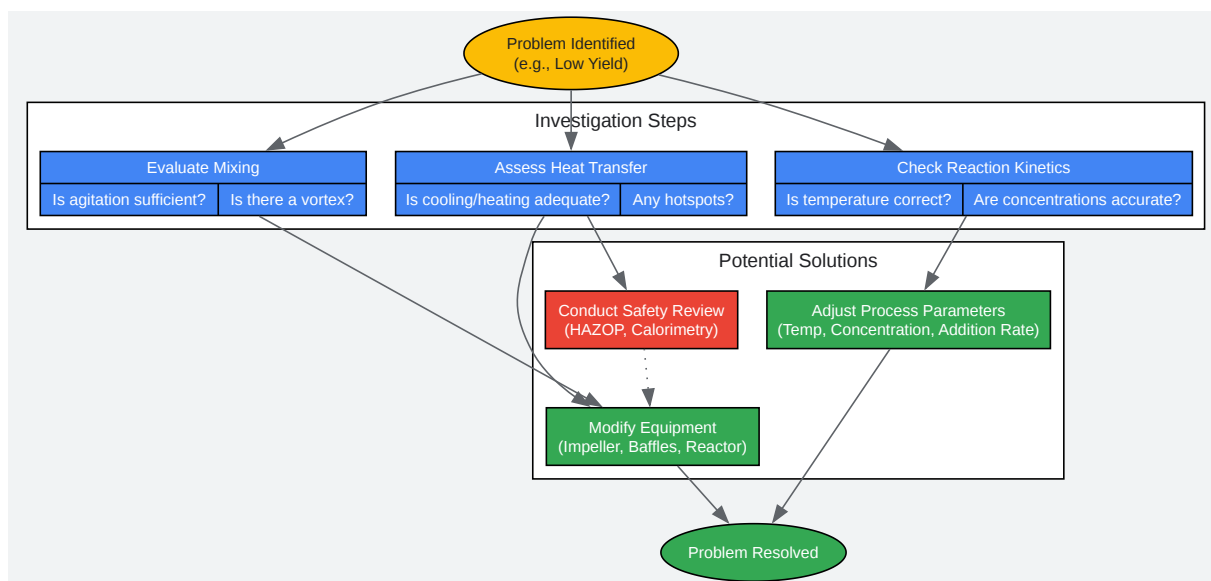 Problem Identified
(e.g., Low Yield)
Investigation Steps
Evaluate Mixing
Is agitation sufficient?
Is there a vortex?
Assess Heat Transfer
Is cooling/heating adequate?
Any hotspots?
Check Reaction Kinetics
Is temperature correct?
Are concentrations accurate?
Potential Solutions
Conduct Safety Review
(HAZOP, Calorimetry)
Adjust Process Parameters
(Temp, Concentration, Addition Rate)
Modify Equipment
(Impeller, Baffles, Reactor)
Problem Resolved